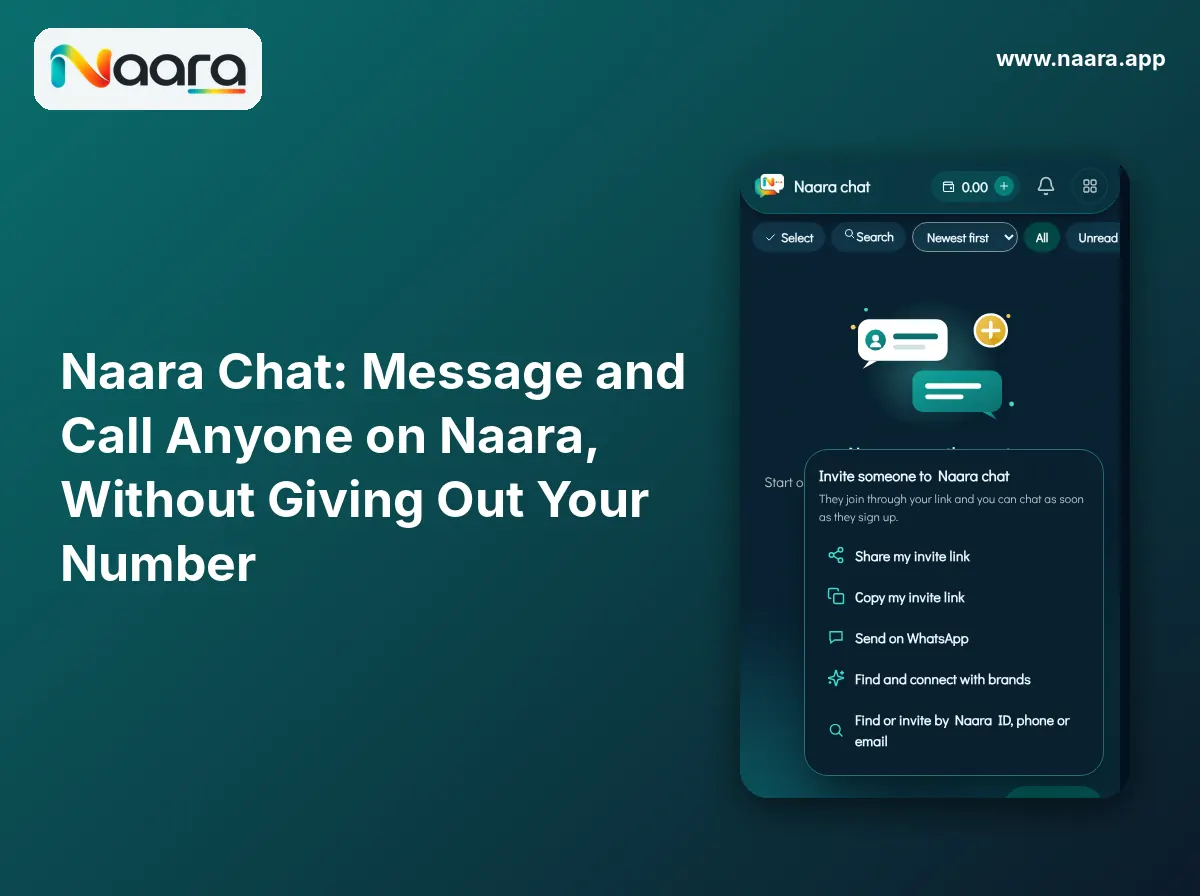 Naara
www.naara.app
Naara Chat: Message and
Call Anyone on Naara,
Without Giving Out Your
Number
Naara chat
0.00
Select
Search
Newest first
All
Unread
Start o
Invite someone to Naara chat
They join through your link and you can chat as soon
as they sign up.
Share my invite link
Copy my invite link
Send on WhatsApp
Find and connect with brands
Find or invite by Naara ID, phone or
email